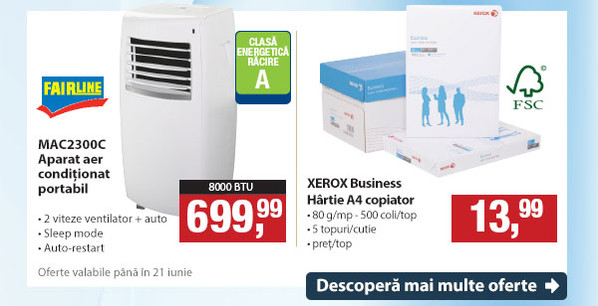 FAIRLINE
CLASĂ
ENERGETICĂ
RĂCIRE
A
MAC2300C
Aparat aer
condiționat
portabil
• 2 viteze ventilator + auto
• Sleep mode
• Auto-restart
8000 BTU
699,99
Oferte valabile până în 21 iunie
xerox
Business
FSC
XEROX Business
Hârtie A4 copiator
• 80 g/mp - 500 coli/top
• 5 topuri/cutie
• preț/top
13,99
Descoperă mai multe oferte